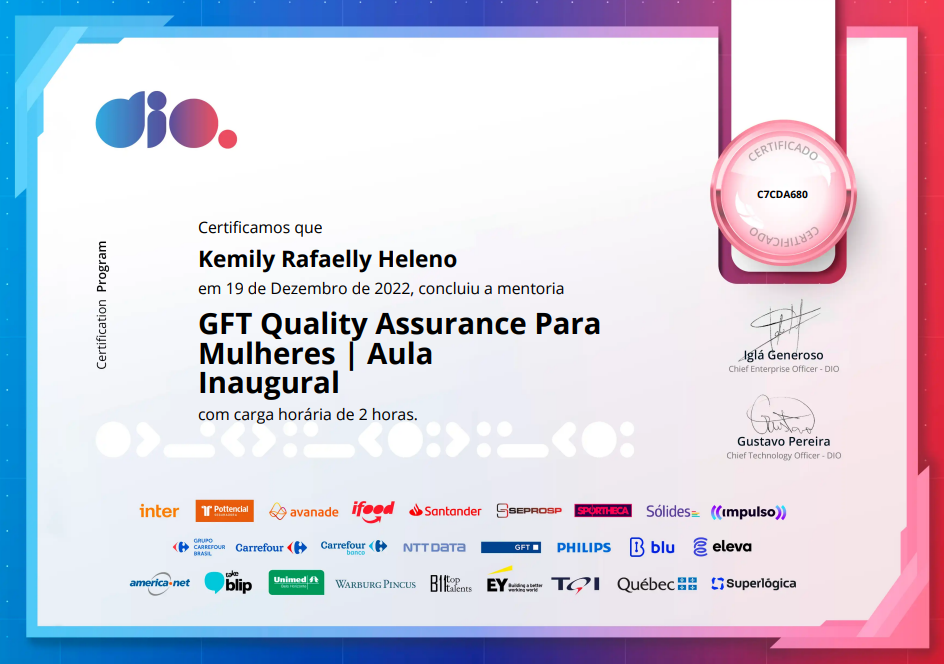 dio.
CERTIFICADO
C7CDA680
CERTIFICADO
Certification Program
Certificamos que
Kemily Rafaelly Heleno
em 19 de Dezembro de 2022, concluiu a mentoria
GFT Quality Assurance Para
Mulheres | Aula
Inaugural
com carga horária de 2 horas.
Iglá Generoso
Chief Enterprise Officer - DIO
Gustavo Pereira
Chief Technology Officer - DIO
inter Pottencial avanade ifood Santander SEPROSP SPORTHECA Sólides impulso
GRUPO CARREFOUR BRASIL Carrefour Carrefour banco NTT DATA GFT PHILIPS blu eleva
america net take blip Unimed WARBURG PINCUS BH top talents EY Building a better working world TQI Québec Superlógica